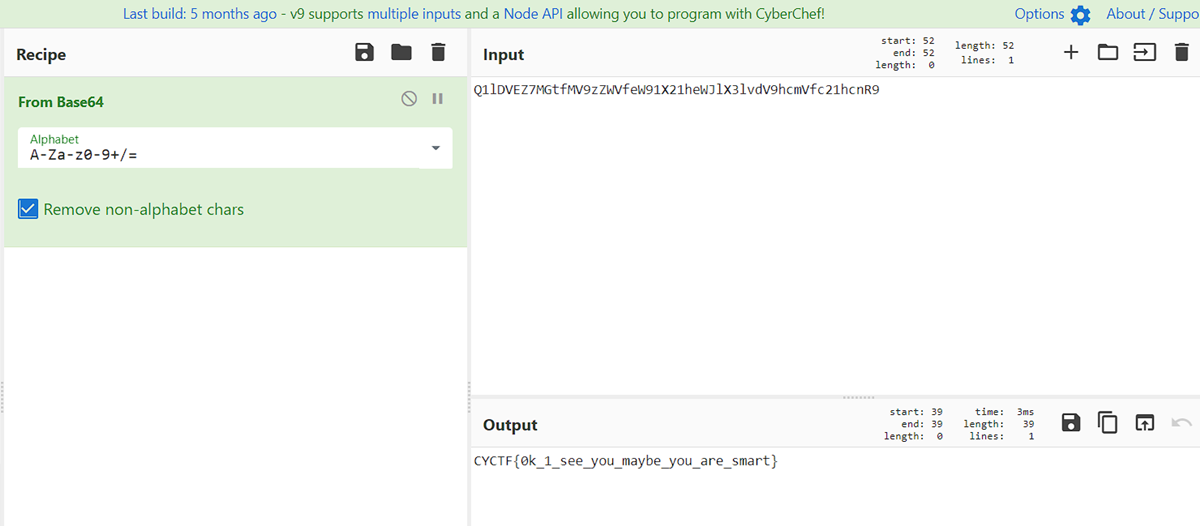 Last build: 5 months ago - v9 supports multiple inputs and a Node API allowing you to program with CyberChef!
Options
About / Suppo
Recipe
From Base64
Alphabet
A-Za-z0-9+/=
Remove non-alphabet chars
Input
start: 52
end: 52
length: 0
length: 52
lines: 1
Q1lDVEZ7MGtfMV9zZWVfeW91X21heWJlX3lvdV9hcmVfc21hcnR9
Output
start: 39
end: 39
length: 0
time: 3ms
length: 39
lines: 1
CYCTF{0k_1_see_you_maybe_you_are_smart}